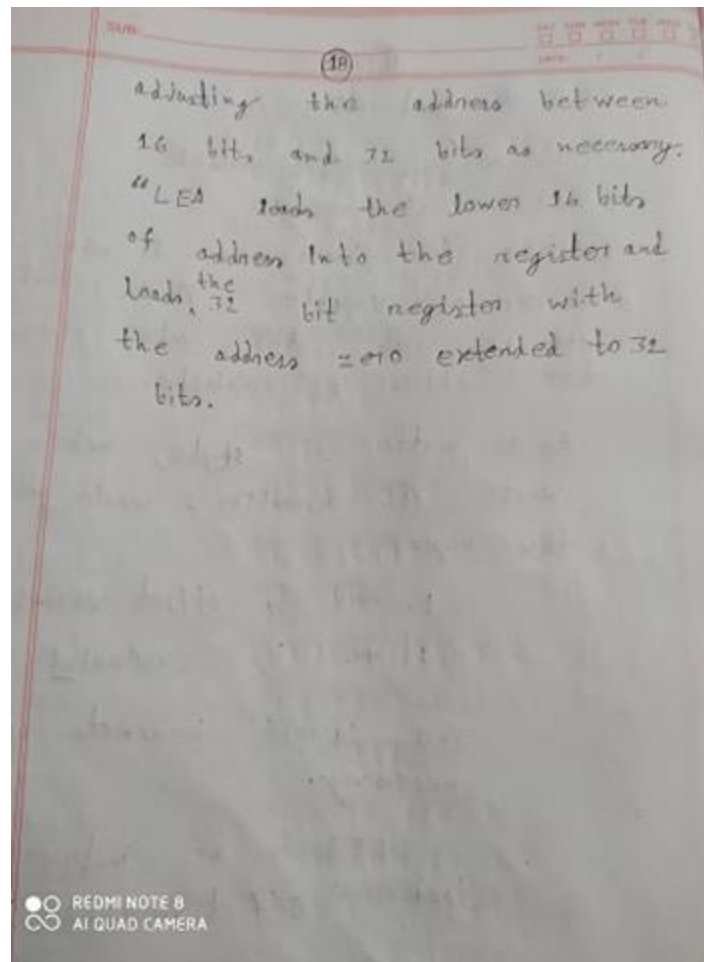 NAME:
DATE: / /
18
adjusting the address between
16 bits and 32 bits as necessary.
"LEA loads the lower 16 bits
of address Into the register and
loads the 32 bit register with
the address zero extended to 32
bits.
REDMI NOTE 8
AI QUAD CAMERA